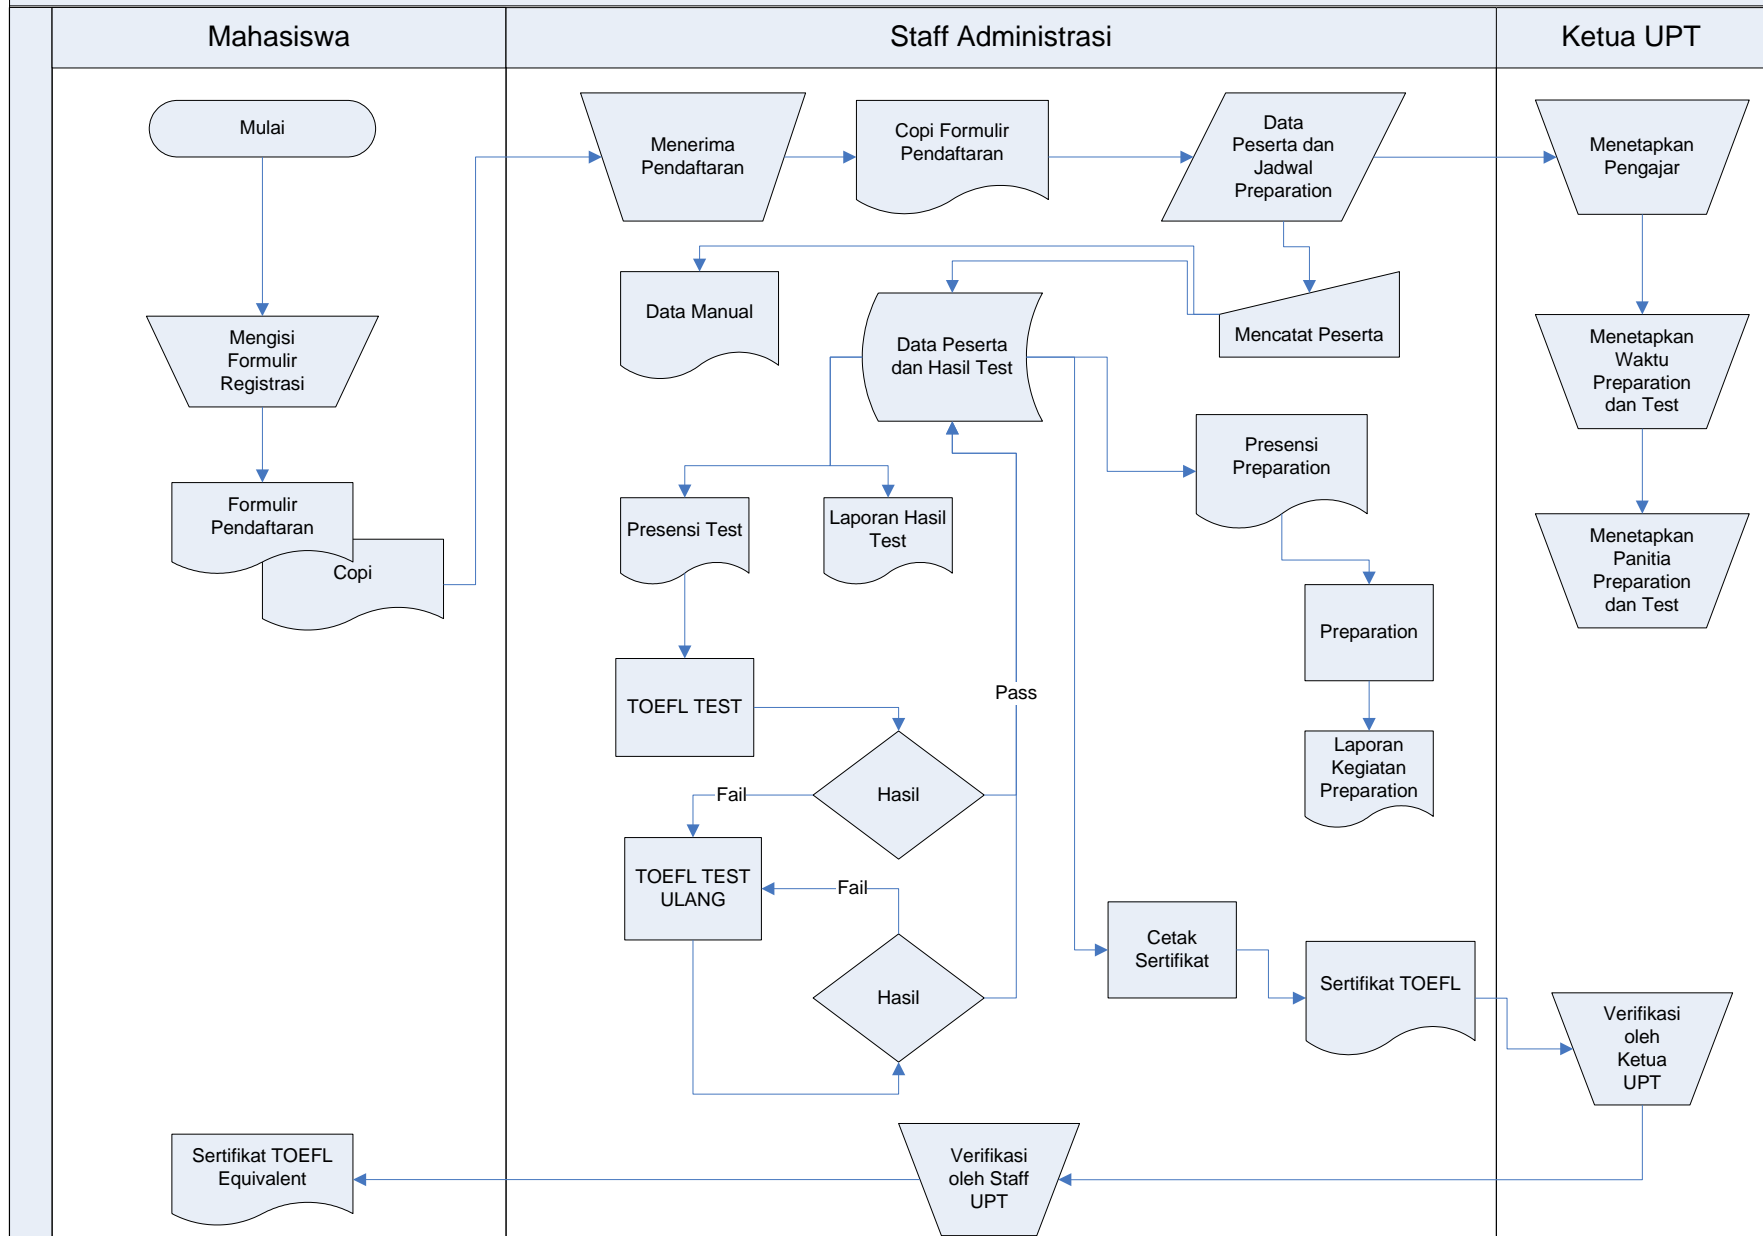 Mahasiswa
Staff Administrasi
Ketua UPT
Mulai
Mengisi
Formulir
Registrasi
Formulir
Pendaftaran
Copi
Menerima
Pendaftaran
Copi Formulir
Pendaftaran
Data
Peserta dan
Jadwal
Preparation
Menetapkan
Pengajar
Data Manual
Data Peserta
dan Hasil Test
Mencatat Peserta
Menetapkan
Waktu
Preparation
dan Test
Presensi Test
Laporan Hasil
Test
Presensi
Preparation
Menetapkan
Panitia
Preparation
dan Test
Preparation
TOEFL TEST
Pass
Laporan
Kegiatan
Preparation
Hasil
Fail
TOEFL TEST
ULANG
Fail
Hasil
Cetak
Sertifikat
Sertifikat TOEFL
Verifikasi
oleh
Ketua
UPT
Verifikasi
oleh Staff
UPT
Sertifikat TOEFL
Equivalent